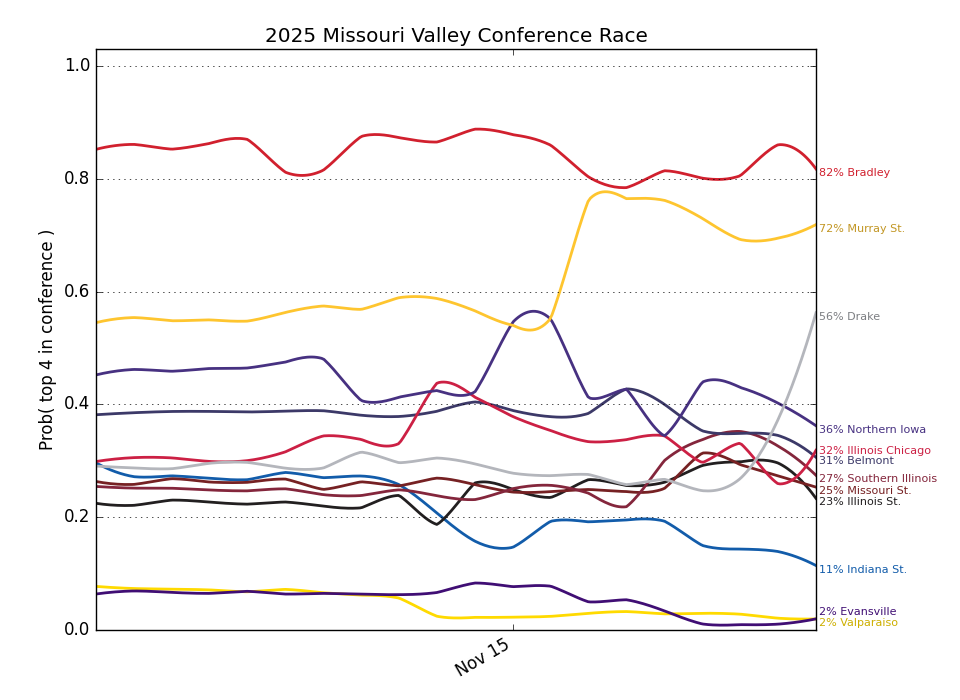 2025 Missouri Valley Conference Race
Prob( top 4 in conference )
1.0
0.8
0.6
0.4
0.2
0.0
Nov 15
82% Bradley
72% Murray St.
56% Drake
36% Northern Iowa
32% Illinois Chicago
31% Belmont
27% Southern Illinois
25% Missouri St.
23% Illinois St.
11% Indiana St.
2% Evansville
2% Valparaiso